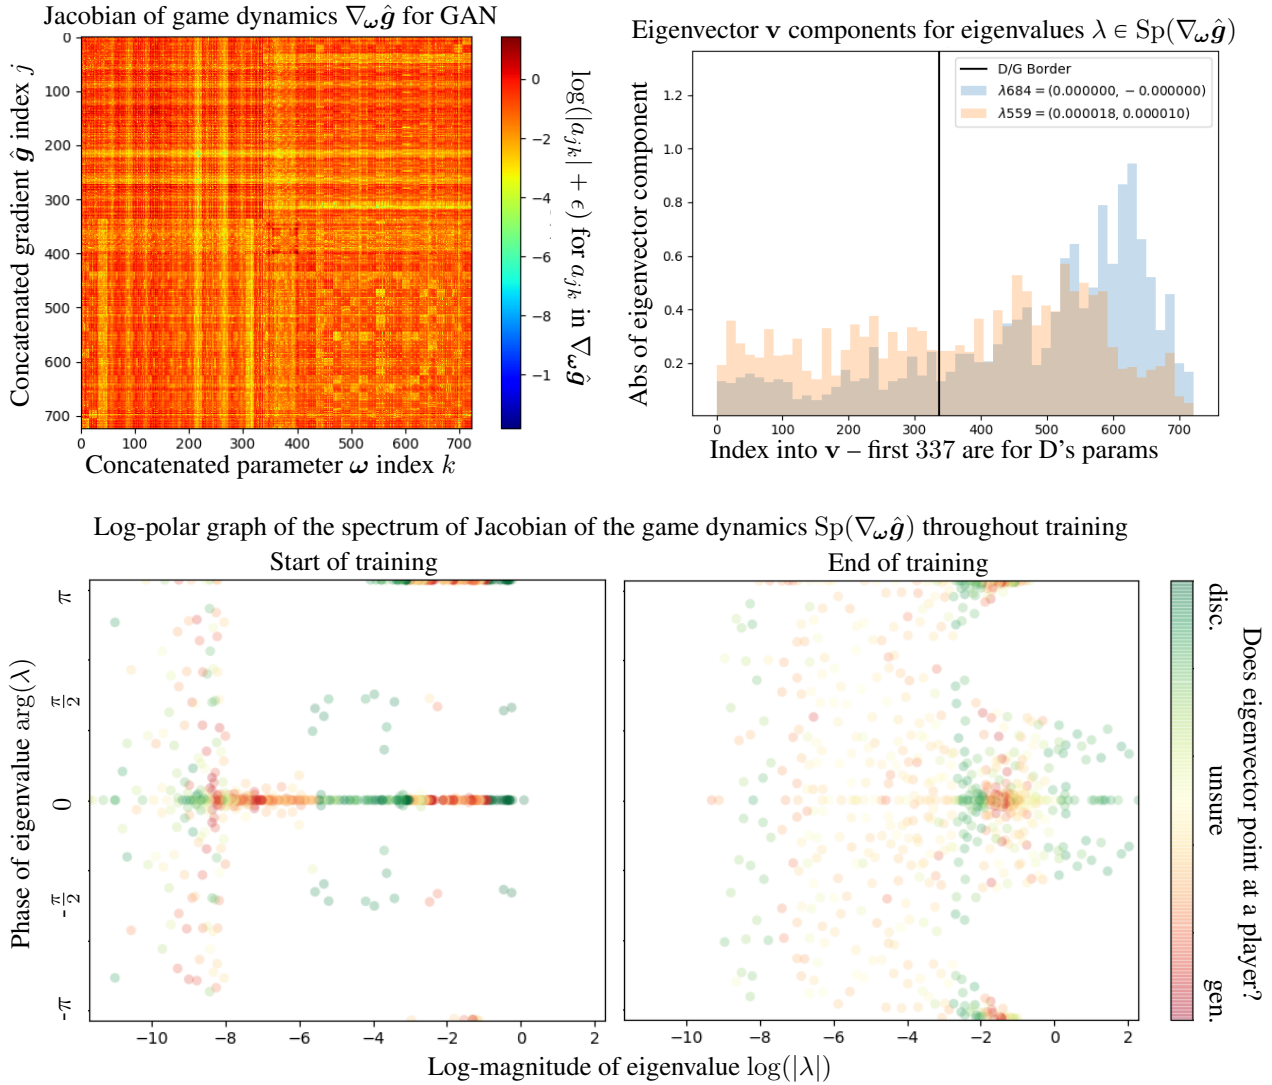 Jacobian of game dynamics ∇ωĝ for GAN
Concatenated gradient ĝ index j
0
100
200
300
400
500
600
700
0 100 200 300 400 500 600 700
Concatenated parameter ω index k
0
−2
−4
−6
−8
−1
log(|a_jk| + ϵ) for a_jk in ∇ωĝ
Eigenvector v components for eigenvalues λ ∈ Sp(∇ωĝ)
Abs of eigenvector component
1.2
1.0
0.8
0.6
0.4
0.2
D/G Border
λ684 = (0.000000, − 0.000000)
λ559 = (0.000018, 0.000010)
0 100 200 300 400 500 600 700
Index into v – first 337 are for D's params
Log-polar graph of the spectrum of Jacobian of the game dynamics Sp(∇ωĝ) throughout training
Start of training
End of training
Phase of eigenvalue arg(λ)
π
π/2
0
-π/2
-π
−10 −8 −6 −4 −2 0 2
−10 −8 −6 −4 −2 0 2
Log-magnitude of eigenvalue log(|λ|)
disc.
unsure
gen.
Does eigenvector point at a player?